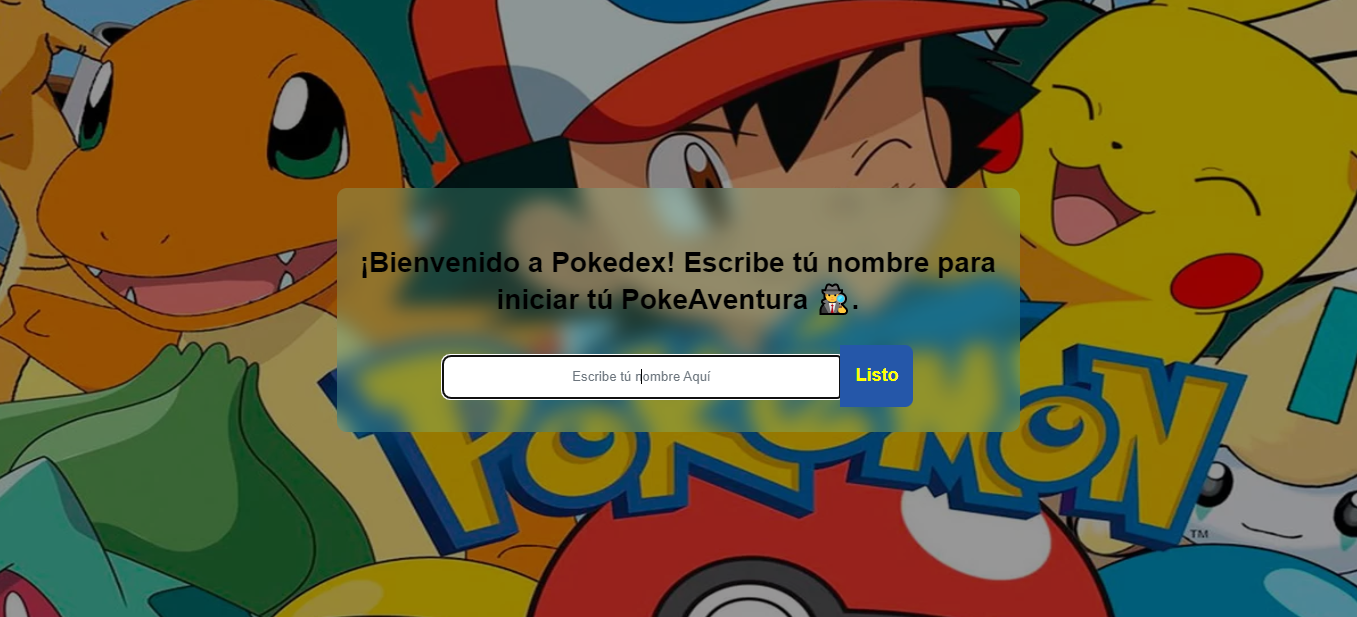 ¡Bienvenido a Pokedex! Escribe tú nombre para
iniciar tú PokeAventura 🕵️.
Escribe tú nombre Aquí
Listo
POKéMON
TM